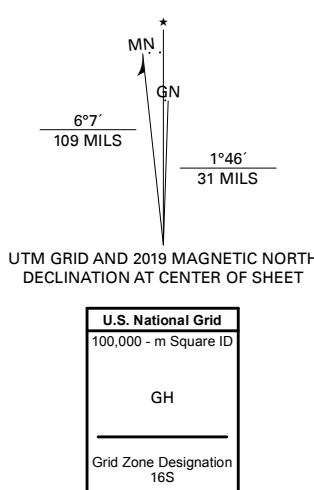 ★
MN
GN
6°7´
109 MILS
1°46´
31 MILS
UTM GRID AND 2019 MAGNETIC NORTH
DECLINATION AT CENTER OF SHEET
U.S. National Grid
100,000 - m Square ID
GH
Grid Zone Designation
16S